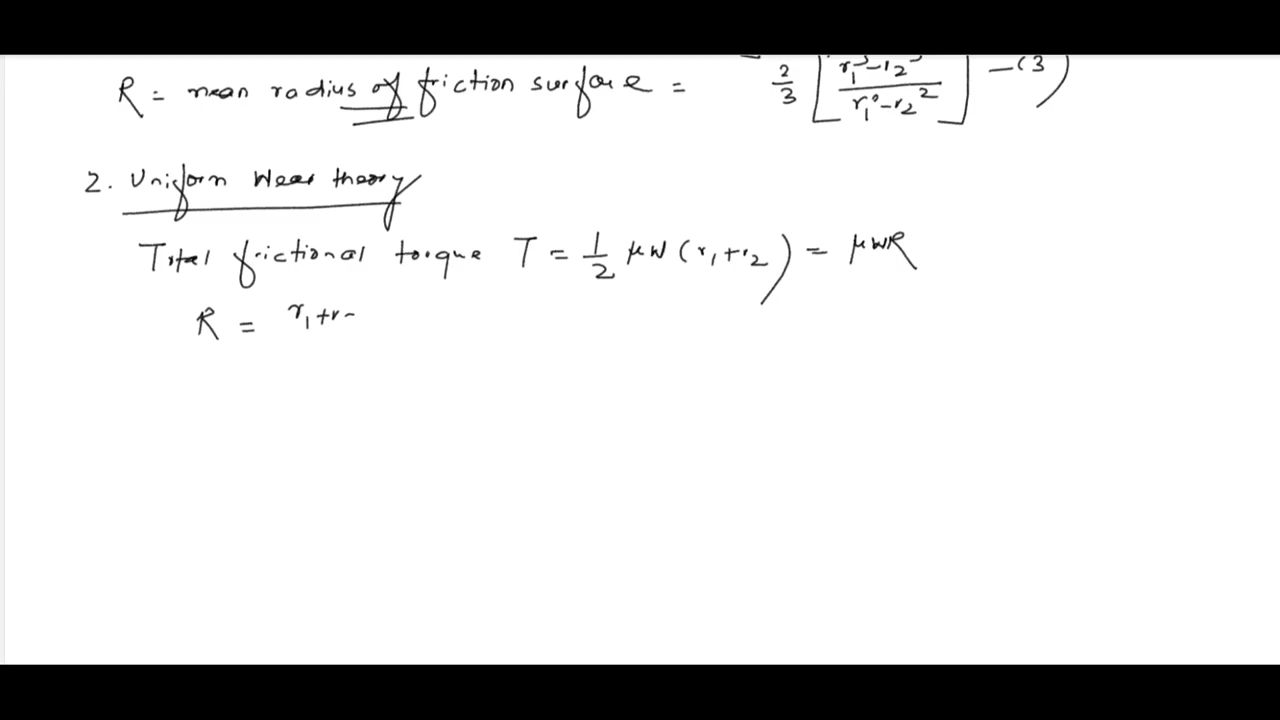 R = mean radius of friction surface = 2/3 [ r₁³-r₂³ / r₁²-r₂² ] —(3)
2. Uniform Wear theory
Total frictional torque T = 1/2 μW (r₁+r₂) = μWR
R = r₁+r